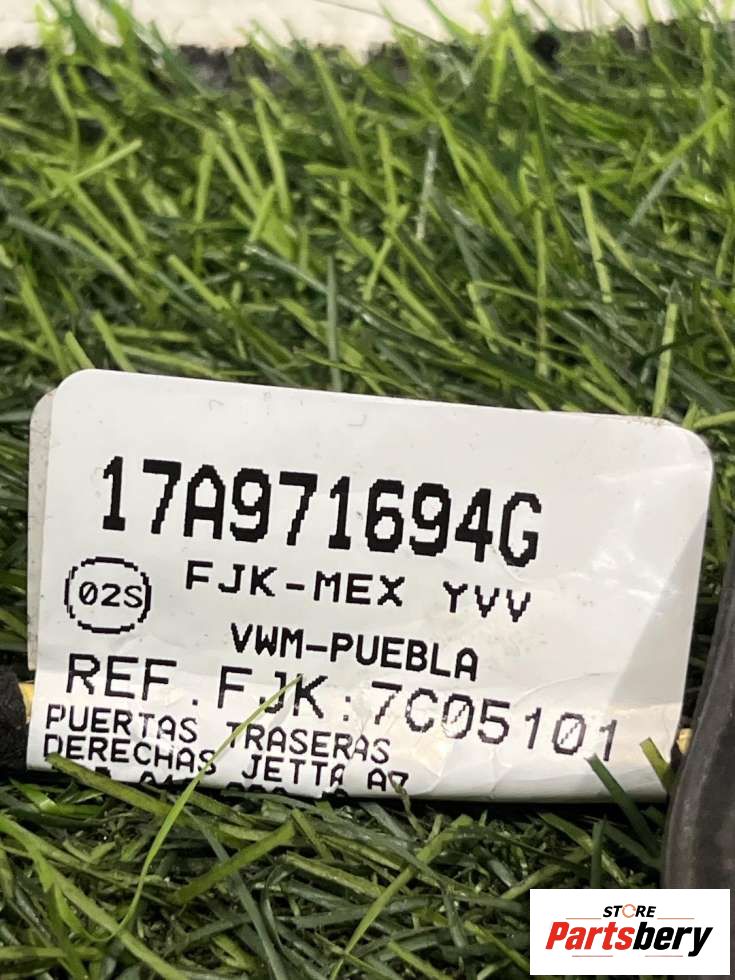 17A971694G
02S FJK-MEX YVV
VWM-PUEBLA
REF.FJK:7C05101
PUERTAS TRASERAS
DERECHAS JETTA A7
STORE
Partsbery